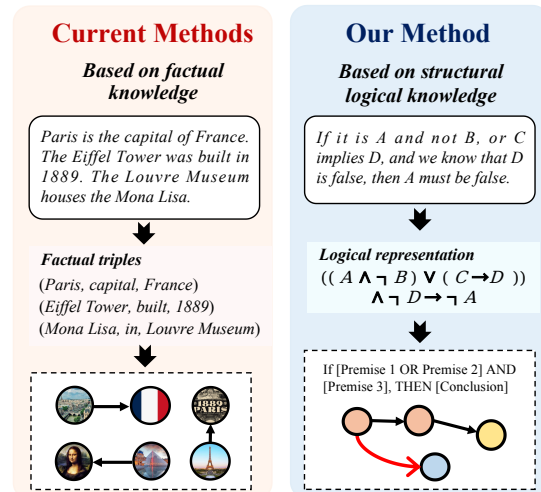 Current Methods
Based on factual
knowledge
Paris is the capital of France.
The Eiffel Tower was built in
1889. The Louvre Museum
houses the Mona Lisa.
Factual triples
(Paris, capital, France)
(Eiffel Tower, built, 1889)
(Mona Lisa, in, Louvre Museum)
1889
PARIS
Our Method
Based on structural
logical knowledge
If it is A and not B, or C
implies D, and we know that D
is false, then A must be false.
Logical representation
(( A ∧ ¬ B ) ∨ ( C → D ))
∧ ¬ D → ¬ A
If [Premise 1 OR Premise 2] AND
[Premise 3], THEN [Conclusion]